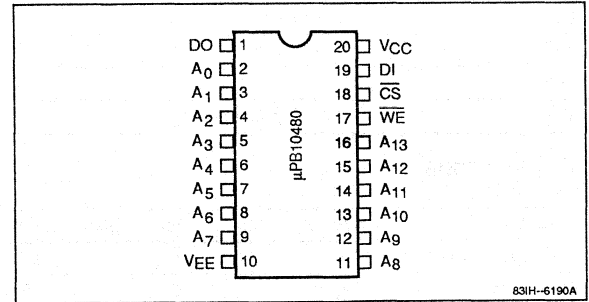 DO 1 20 VCC
A0 2 19 DI
A1 3 18 C̅S̅
A2 4 17 W̅E̅
A3 5 16 A13
A4 6 15 A12
A5 7 14 A11
A6 8 13 A10
A7 9 12 A9
VEE 10 11 A8
µPB10480
83IH--6190A